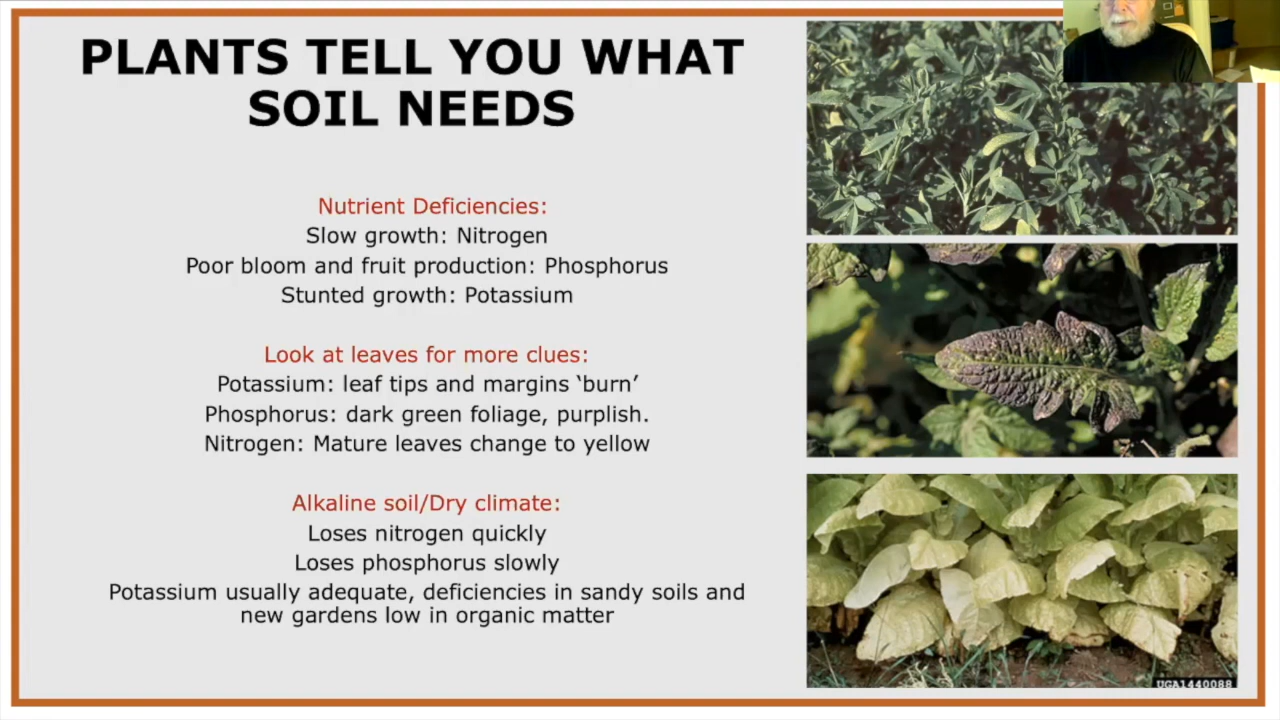 PLANTS TELL YOU WHAT
SOIL NEEDS
Nutrient Deficiencies:
Slow growth: Nitrogen
Poor bloom and fruit production: Phosphorus
Stunted growth: Potassium
Look at leaves for more clues:
Potassium: leaf tips and margins ‘burn’
Phosphorus: dark green foliage, purplish.
Nitrogen: Mature leaves change to yellow
Alkaline soil/Dry climate:
Loses nitrogen quickly
Loses phosphorus slowly
Potassium usually adequate, deficiencies in sandy soils and
new gardens low in organic matter
UGA1440088